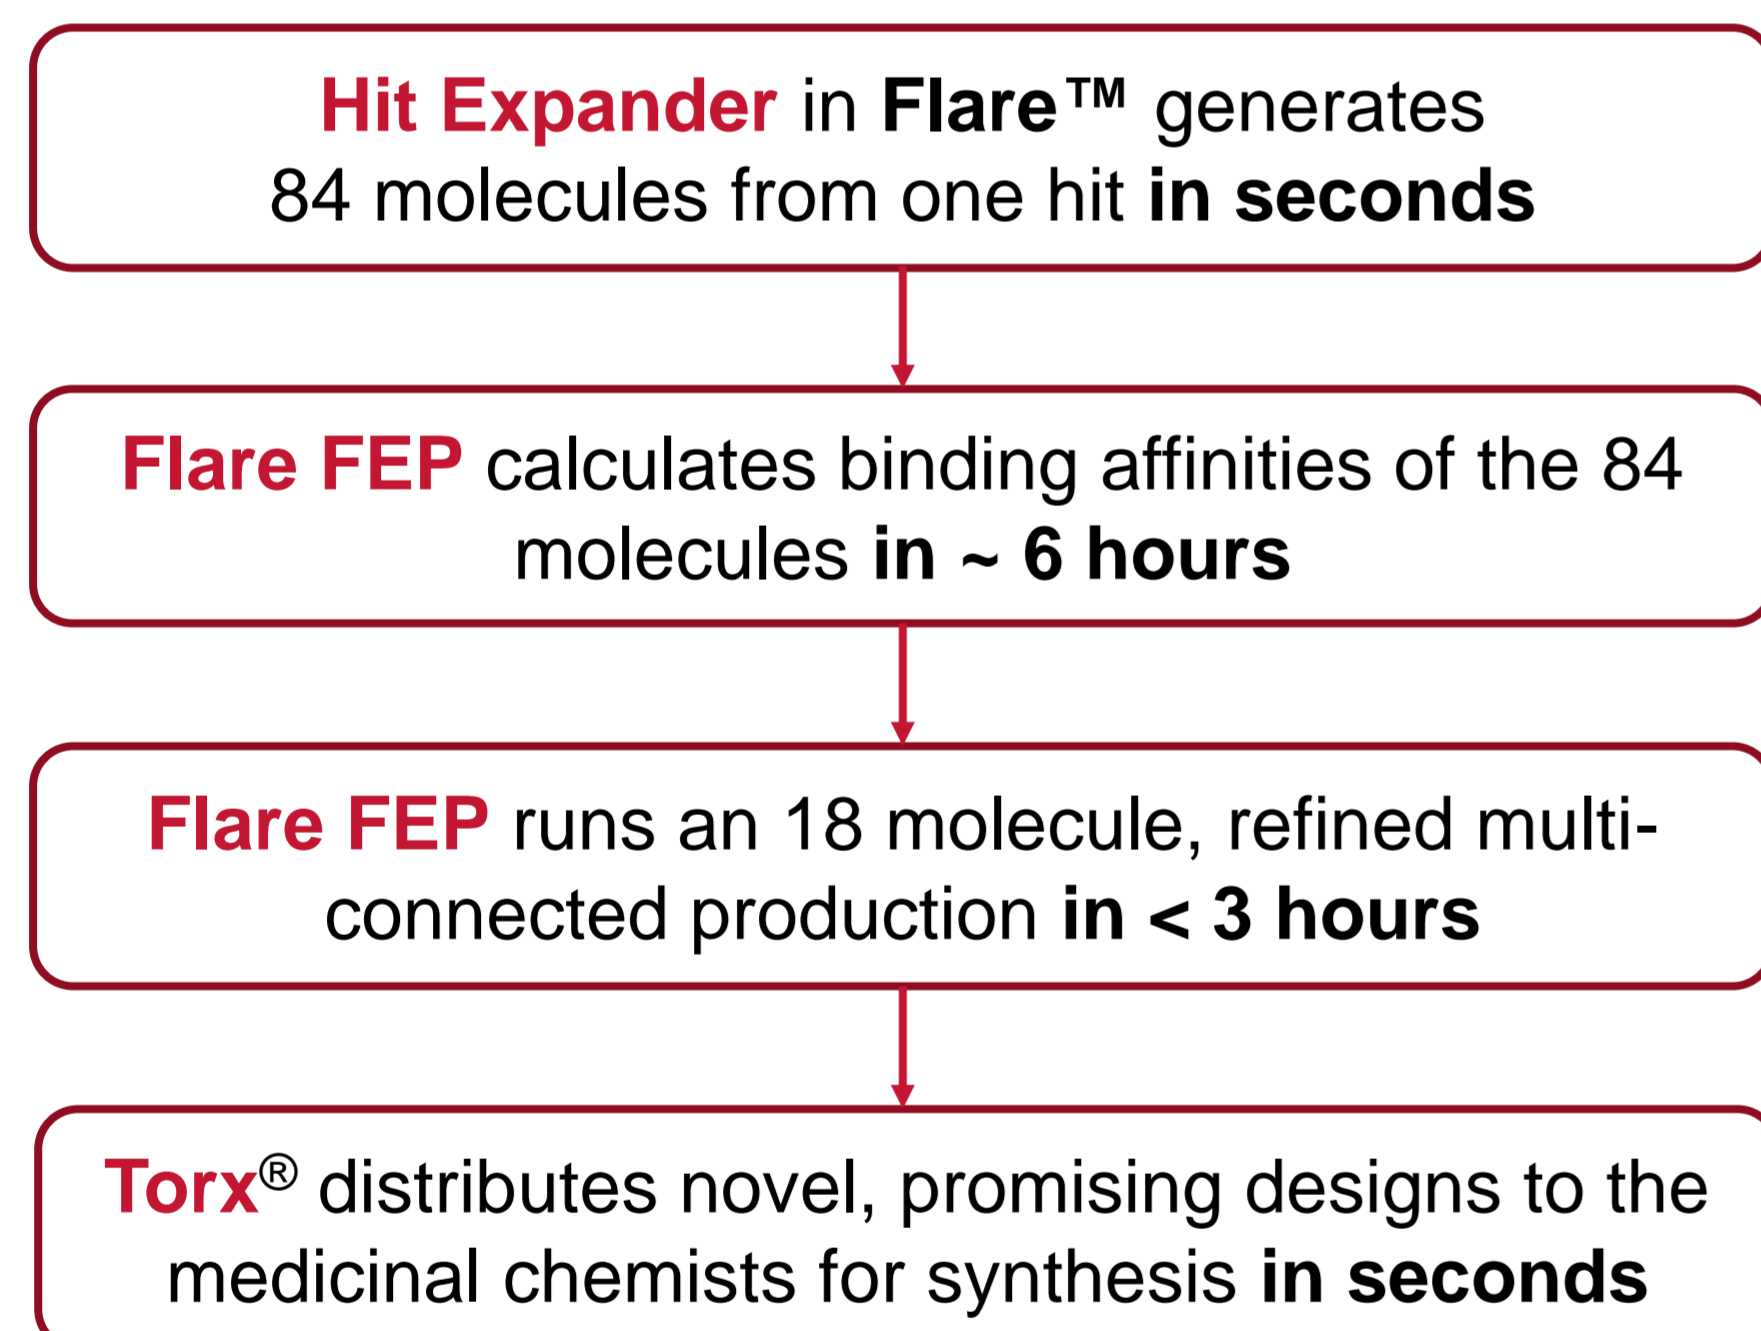 Hit Expander in Flare™ generates
84 molecules from one hit in seconds
Flare FEP calculates binding affinities of the 84
molecules in ~ 6 hours
Flare FEP runs an 18 molecule, refined multi-
connected production in < 3 hours
Torx® distributes novel, promising designs to the
medicinal chemists for synthesis in seconds